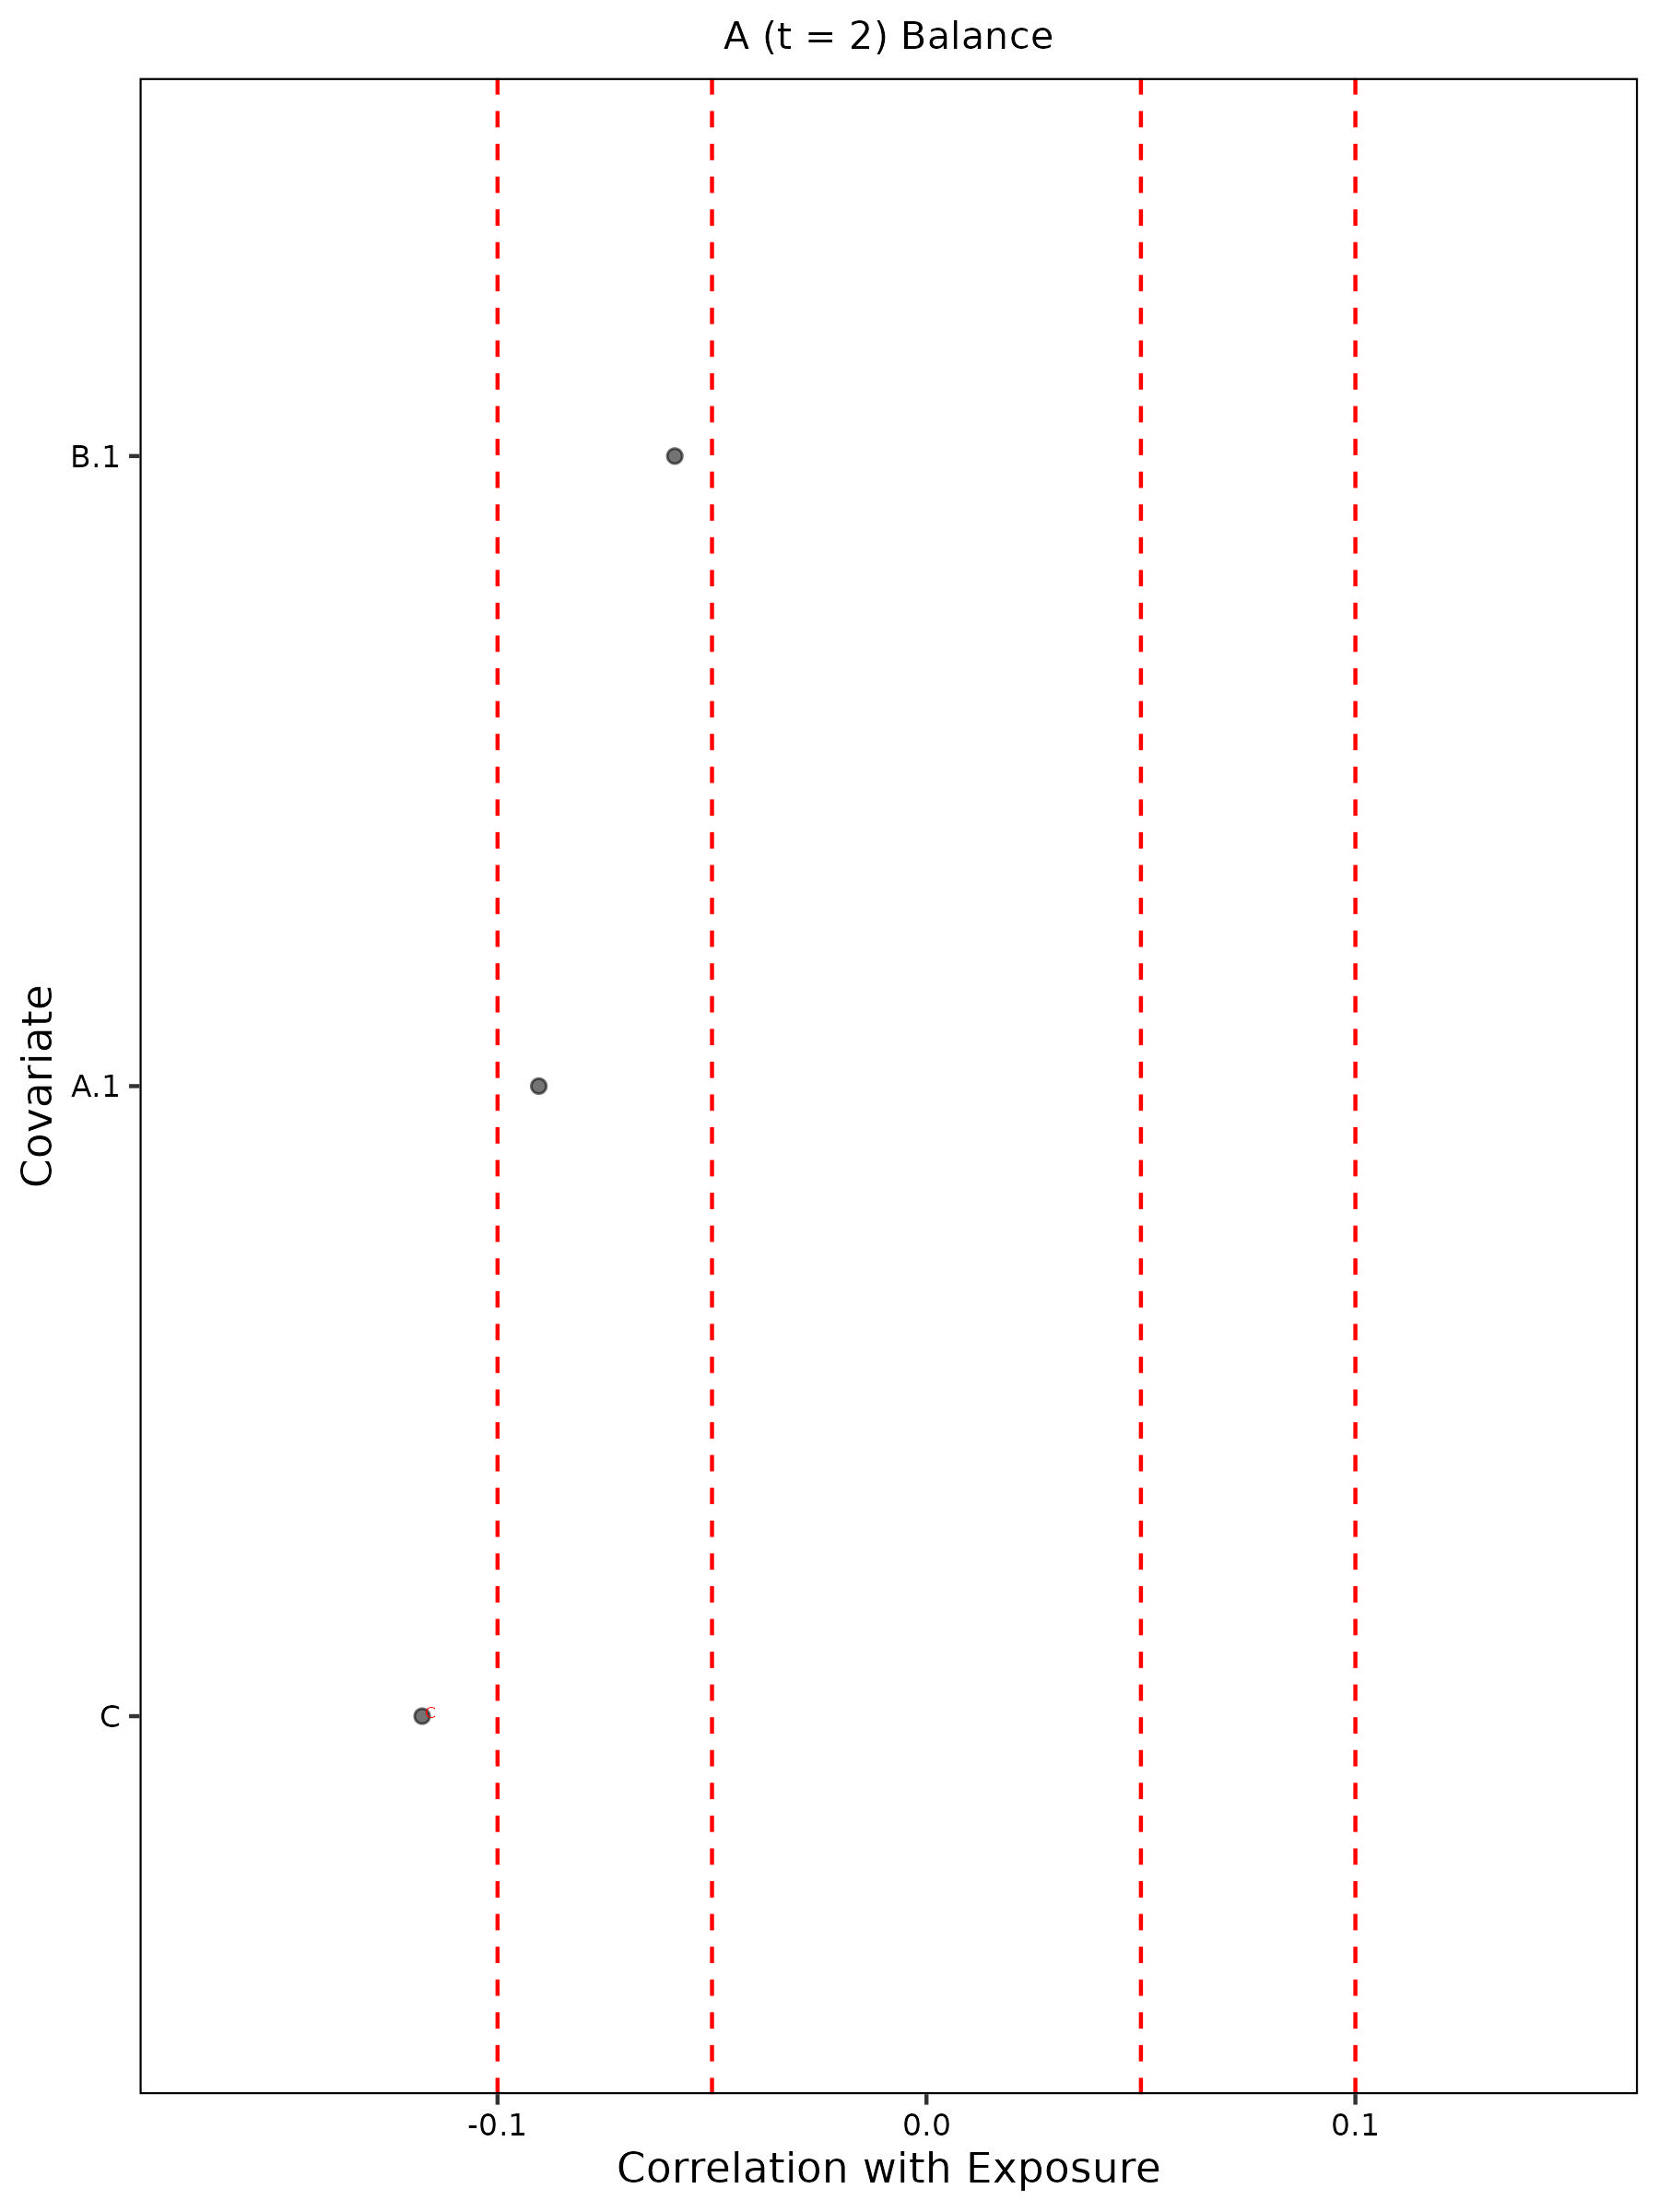 A (t = 2) Balance
B.1
A.1
C
C
Covariate
-0.1
0.0
0.1
Correlation with Exposure